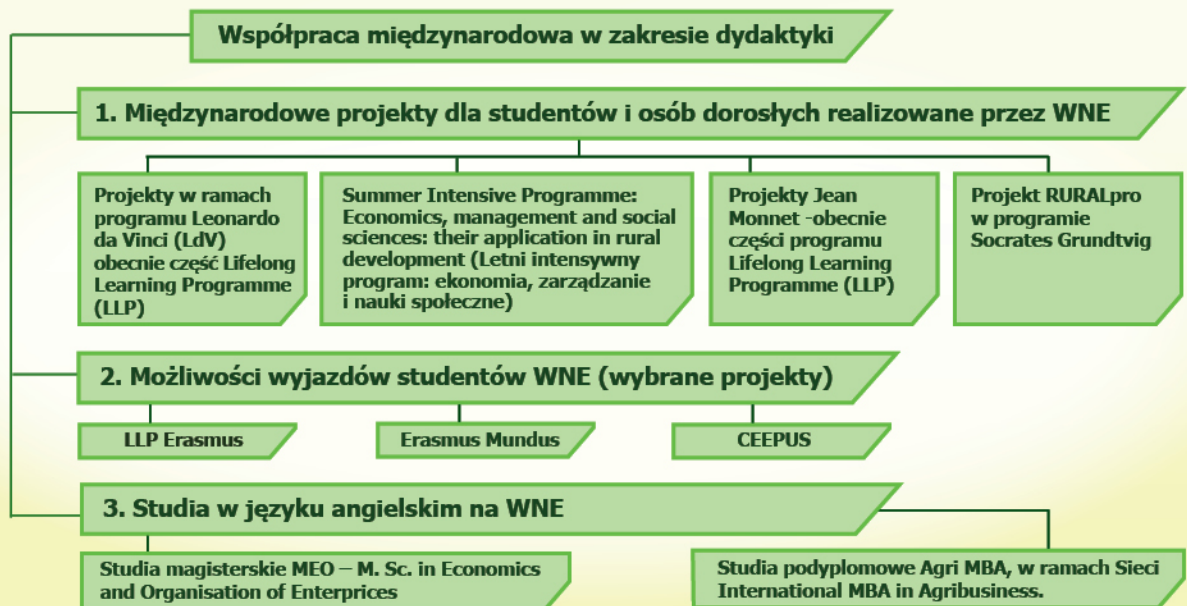 Współpraca międzynarodowa w zakresie dydaktyki
1. Międzynarodowe projekty dla studentów i osób dorosłych realizowane przez WNE
Projekty w ramach
programu Leonardo
da Vinci (LdV)
obecnie część Lifelong
Learning Programme
(LLP)
Summer Intensive Programme:
Economics, management and social
sciences: their application in rural
development (Letni intensywny
program: ekonomia, zarządzanie
i nauki społeczne)
Projekty Jean
Monnet -obecnie
części programu
Lifelong Learning
Programme (LLP)
Projekt RURALpro
w programie
Socrates Grundtvig
2. Możliwości wyjazdów studentów WNE (wybrane projekty)
LLP Erasmus
Erasmus Mundus
CEEPUS
3. Studia w języku angielskim na WNE
Studia magisterskie MEO – M. Sc. in Economics
and Organisation of Enterprices
Studia podyplomowe Agri MBA, w ramach Sieci
International MBA in Agribusiness.